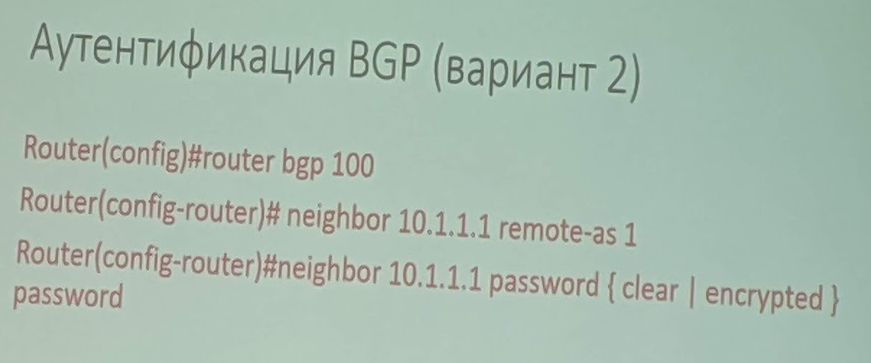 Аутентификация BGP (вариант 2)
Router(config)#router bgp 100
Router(config-router)# neighbor 10.1.1.1 remote-as 1
Router(config-router)#neighbor 10.1.1.1 password { clear | encrypted }
password